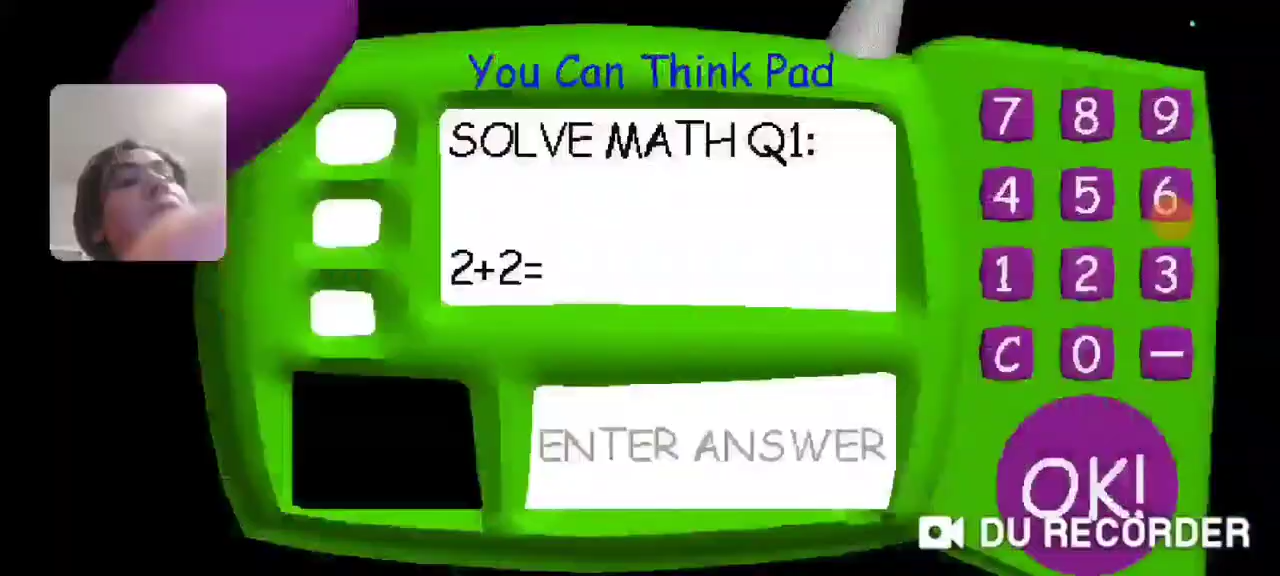 You Can Think Pad
SOLVE MATH Q1:
2+2=
ENTER ANSWER
7 8 9
4 5 6
1 2 3
C 0 −
OK!
DU RECORDER